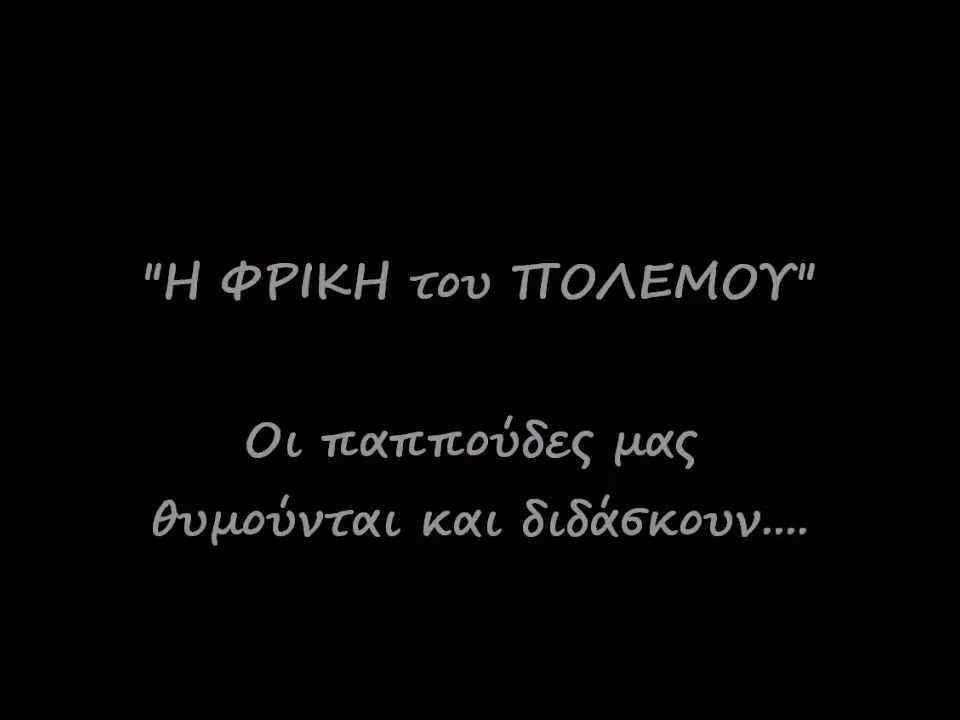 "Η ΦΡΙΚΗ του ΠΟΛΕΜΟΥ"
Οι παππούδες μας
θυμούνται και διδάσκουν....